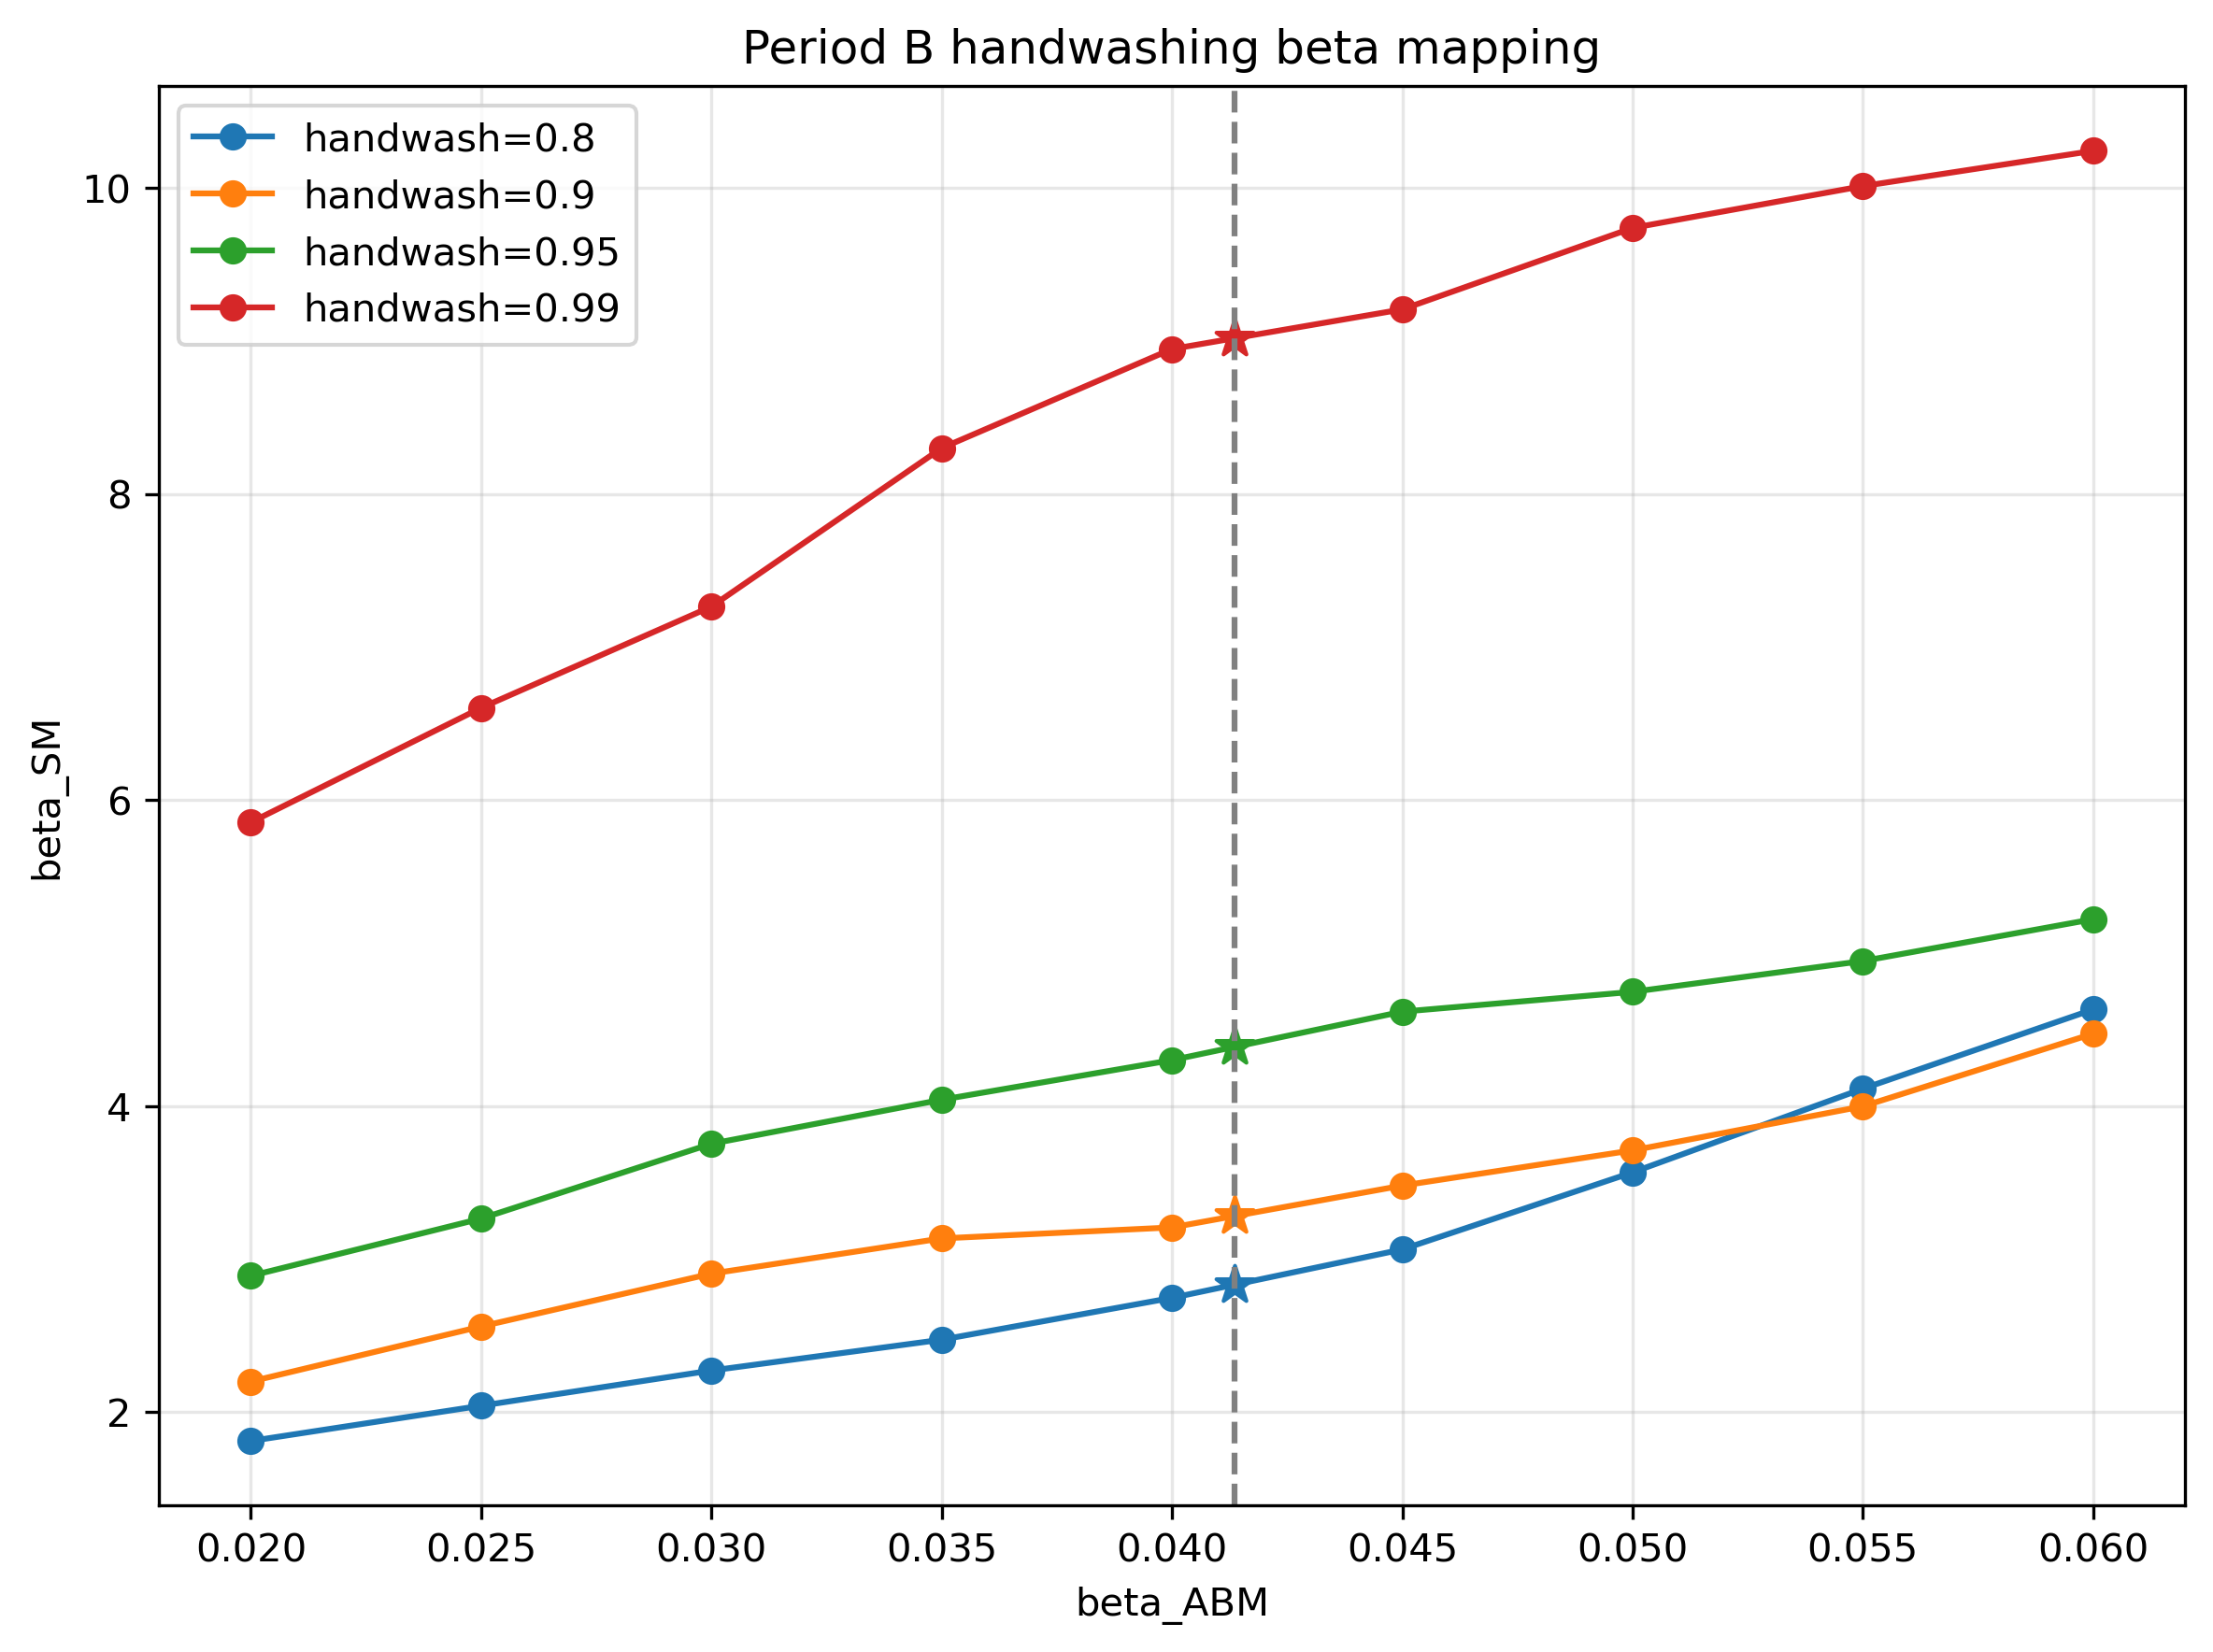 Period B handwashing beta mapping
handwash=0.8
handwash=0.9
handwash=0.95
handwash=0.99
10
8
6
4
2
beta_SM
0.020 0.025 0.030 0.035 0.040 0.045 0.050 0.055 0.060
beta_ABM